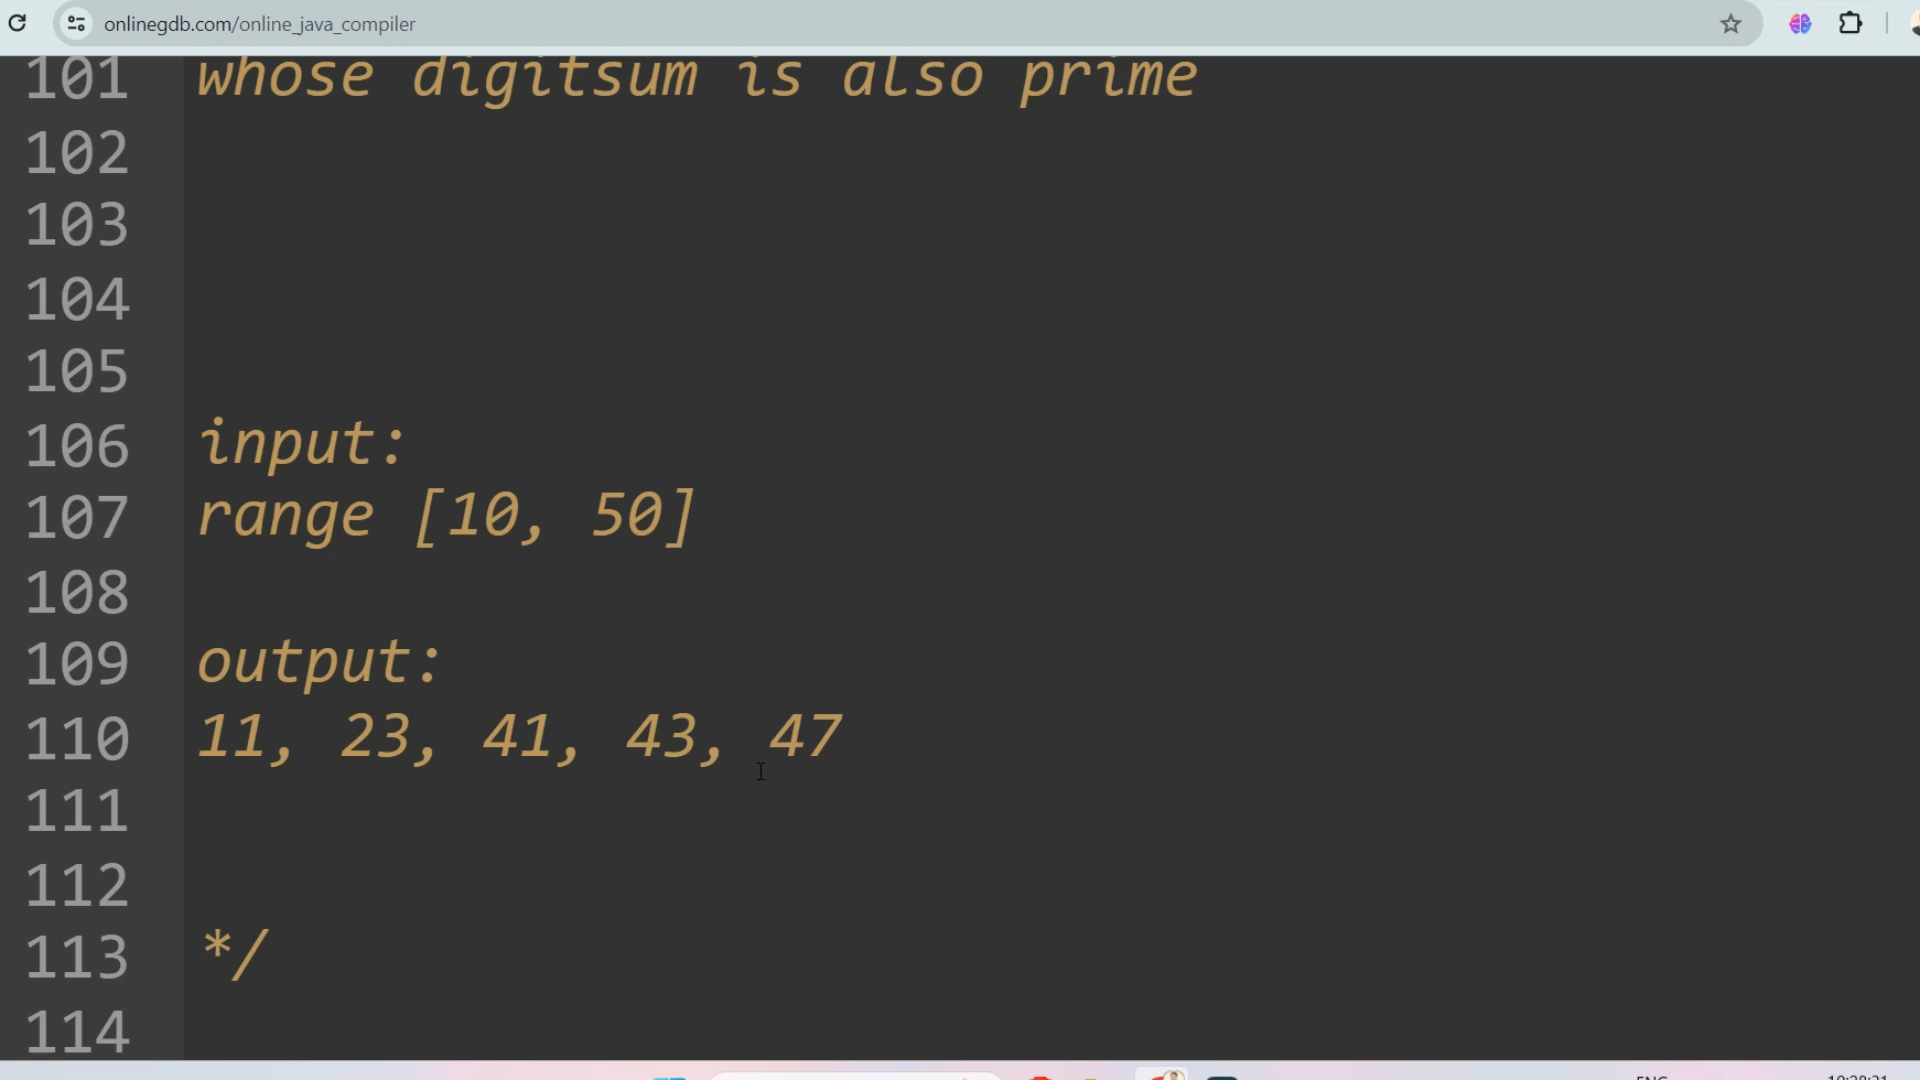 onlinegdb.com/online_java_compiler
101 whose digitsum is also prime
102
103
104
105
106 input:
107 range [10, 50]
108
109 output:
110 11, 23, 41, 43, 47
111
112
113 */
114